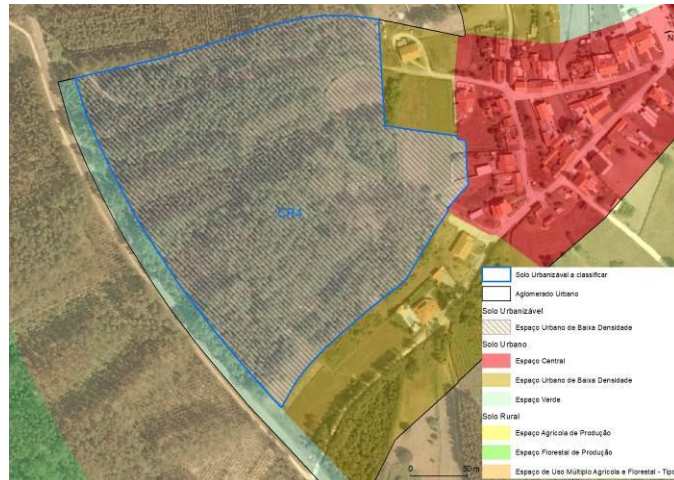 N
CR4
Solo Urbanizável a classificar
Aglomerado Urbano
Solo Urbanizável
Espaço Urbano de Baixa Densidade
Solo Urbano
Espaço Central
Espaço Urbano de Baixa Densidade
Espaço Verde
Solo Rural
Espaço Agrícola de Produção
Espaço Florestal de Produção
Espaço de Uso Múltiplo Agrícola e Florestal - Tipo
0 50 m